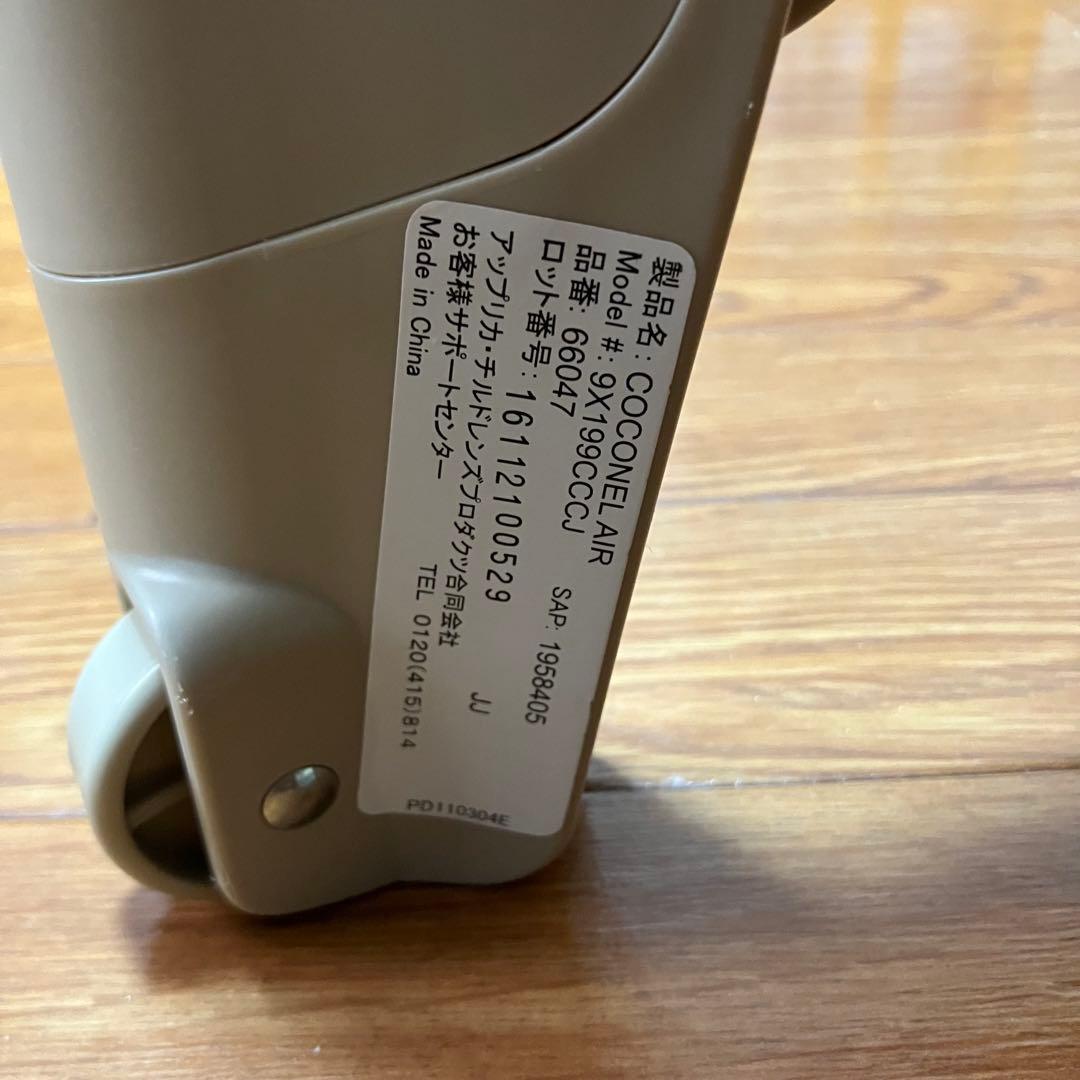 製品名: COCONEL AIR
Model #: 9X199CCCJ
品番: 66047 SAP: 1958405
ロット番号: 16112100529 JJ
アップリカ・チルドレンズプロダクツ合同会社
お客様サポートセンター TEL 0120(415)814
Made in China
PD110304E